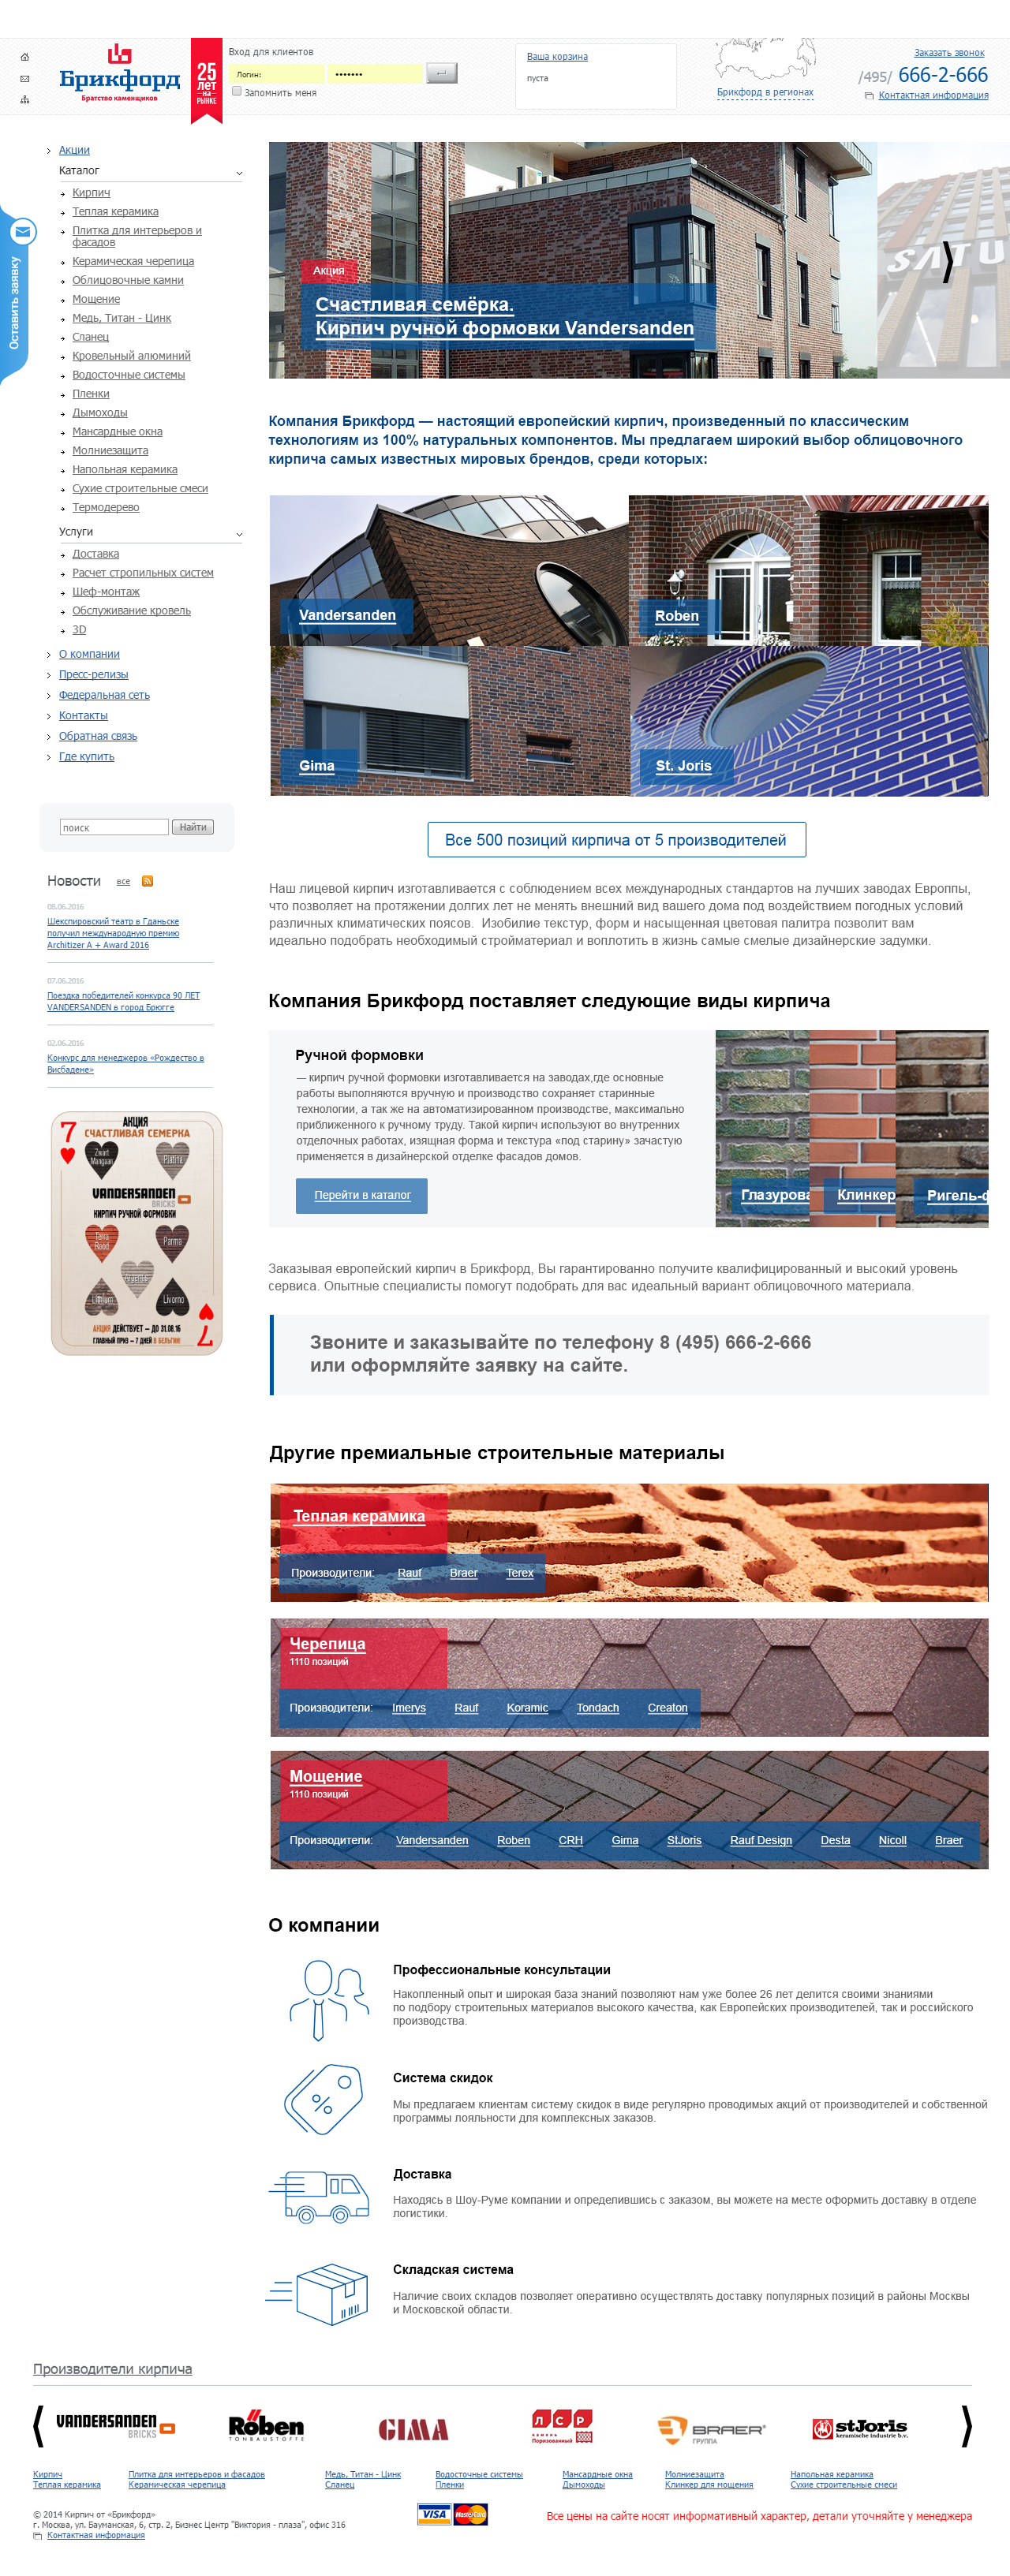 Брикфорд
Братство каменщиков
25
лет
на
РЫНКЕ
Вход для клиентов
Логин:
•••••••
Запомнить меня
Ваша корзина
пуста
Брикфорд в регионах
Заказать звонок
/495/ 666-2-666
Контактная информация
Оставить заявку
Акции
Каталог
Кирпич
Теплая керамика
Плитка для интерьеров и
фасадов
Керамическая черепица
Облицовочные камни
Мощение
Медь, Титан - Цинк
Сланец
Кровельный алюминий
Водосточные системы
Пленки
Дымоходы
Мансардные окна
Молниезащита
Напольная керамика
Сухие строительные смеси
Термодерево
Услуги
Доставка
Расчет стропильных систем
Шеф-монтаж
Обслуживание кровель
3D
О компании
Пресс-релизы
Федеральная сеть
Контакты
Обратная связь
Где купить
поиск
Найти
Новости все
08.06.2016
Шекспировский театр в Гданьске
получил международную премию
Architizer A + Award 2016
07.06.2016
Поездка победителей конкурса 90 ЛЕТ
VANDERSANDEN в город Брюгге
02.06.2016
Конкурс для менеджеров «Рождество в
Висбадене»
7
АКЦИЯ
СЧАСТЛИВАЯ СЕМЕРКА
Zwart Mangaan
Platina
VANDERSANDEN
BRICKS
КИРПИЧ РУЧНОЙ ФОРМОВКИ
Terra Rood
Parma
Livorno
АКЦИЯ ДЕЙСТВУЕТ — ДО 31.08.16
ГЛАВНЫЙ ПРИЗ — 7 ДНЕЙ В БЕЛЬГИИ
7
SATU
Акция
Счастливая семёрка.
Кирпич ручной формовки Vandersanden
Компания Брикфорд — настоящий европейский кирпич, произведенный по классическим
технологиям из 100% натуральных компонентов. Мы предлагаем широкий выбор облицовочного
кирпича самых известных мировых брендов, среди которых:
Vandersanden
Roben
Gima
St. Joris
Все 500 позиций кирпича от 5 производителей
Наш лицевой кирпич изготавливается с соблюдением всех международных стандартов на лучших заводах Европпы,
что позволяет на протяжении долгих лет не менять внешний вид вашего дома под воздействием погодных условий
различных климатических поясов. Изобилие текстур, форм и насыщенная цветовая палитра позволит вам
идеально подобрать необходимый стройматериал и воплотить в жизнь самые смелые дизайнерские задумки.
Компания Брикфорд поставляет следующие виды кирпича
Ручной формовки
— кирпич ручной формовки изготавливается на заводах,где основные
работы выполняются вручную и производство сохраняет старинные
технологии, а так же на автоматизированном производстве, максимально
приближенного к ручному труду. Такой кирпич используют во внутренних
отделочных работах, изящная форма и текстура «под старину» зачастую
применяется в дизайнерской отделке фасадов домов.
Перейти в каталог
Глазурова
Клинкер
Ригель-ф
Заказывая европейский кирпич в Брикфорд, Вы гарантированно получите квалифицированный и высокий уровень
сервиса. Опытные специалисты помогут подобрать для вас идеальный вариант облицовочного материала.
Звоните и заказывайте по телефону 8 (495) 666-2-666
или оформляйте заявку на сайте.
Другие премиальные строительные материалы
Теплая керамика
Производители: Rauf Braer Terex
Черепица
1110 позиций
Производители: Imerys Rauf Koramic Tondach Creaton
Мощение
1110 позиций
Производители: Vandersanden Roben CRH Gima StJoris Rauf Design Desta Nicoll Braer
О компании
Профессиональные консультации
Накопленный опыт и широкая база знаний позволяют нам уже более 26 лет делится своими знаниями
по подбору строительных материалов высокого качества, как Европейских производителей, так и российского
производства.
Система скидок
Мы предлагаем клиентам систему скидок в виде регулярно проводимых акций от производителей и собственной
программы лояльности для комплексных заказов.
Доставка
Находясь в Шоу-Руме компании и определившись с заказом, вы можете на месте оформить доставку в отделе
логистики.
Складская система
Наличие своих складов позволяет оперативно осуществлять доставку популярных позиций в районы Москвы
и Московской области.
Производители кирпича
VANDERSANDEN
BRICKS
Röben
TONBAUSTOFFE
GIMA
ЛСР
камень
Поризованный
BRAER
ГРУППА
stJoris
keramische industrie b.v.
Кирпич
Теплая керамика
Плитка для интерьеров и фасадов
Керамическая черепица
Медь, Титан - Цинк
Сланец
Водосточные системы
Пленки
Мансардные окна
Дымоходы
Молниезащита
Клинкер для мощения
Напольная керамика
Сухие строительные смеси
© 2014 Кирпич от «Брикфорд»
г. Москва, ул. Бауманская, 6, стр. 2, Бизнес Центр "Виктория - плаза", офис 316
Контактная информация
VISA
MasterCard
Все цены на сайте носят информативный характер, детали уточняйте у менеджера